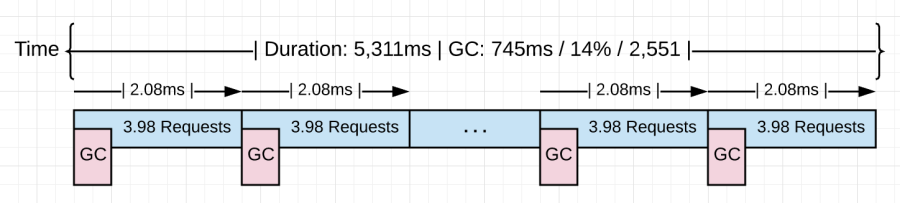 Time | Duration: 5,311ms | GC: 745ms / 14% / 2,551 |
| 2.08ms | | 2.08ms | | 2.08ms | | 2.08ms |
3.98 Requests 3.98 Requests ... 3.98 Requests 3.98 Requests
GC GC GC GC